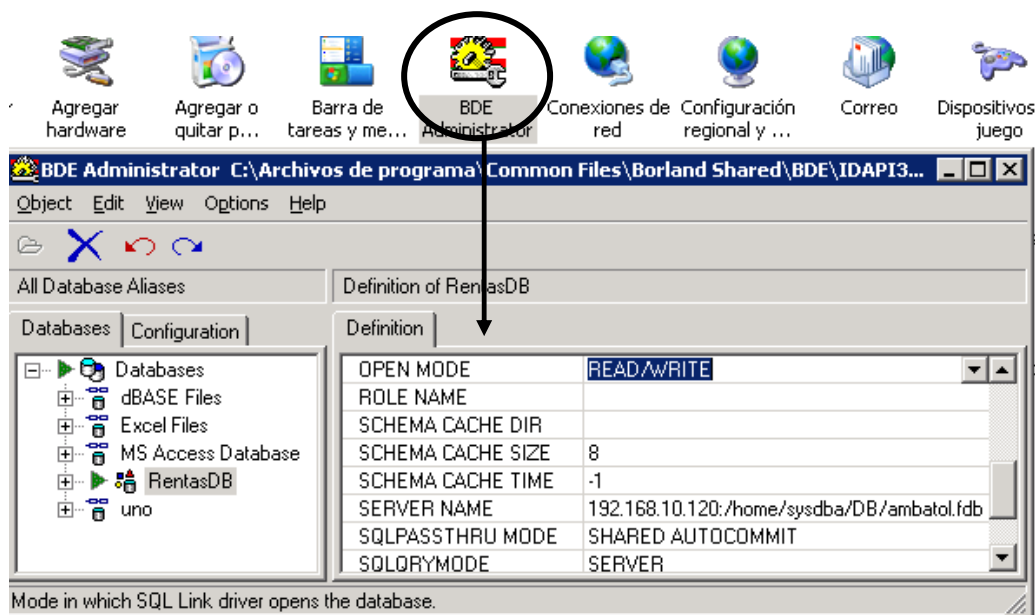 Agregar hardware
Agregar o quitar p...
Barra de tareas y me...
BDE Administrator
Conexiones de red
Configuración regional y ...
Correo
Dispositivos juego
BDE Administrator C:\Archivos de programa\Common Files\Borland Shared\BDE\IDAPI3...
Object Edit View Options Help
All Database Aliases
Definition of RentasDB
Databases Configuration
Definition
Databases
dBASE Files
Excel Files
MS Access Database
RentasDB
uno
OPEN MODE READ/WRITE
ROLE NAME
SCHEMA CACHE DIR
SCHEMA CACHE SIZE 8
SCHEMA CACHE TIME -1
SERVER NAME 192.168.10.120:/home/sysdba/DB/ambatol.fdb
SQLPASSTHRU MODE SHARED AUTOCOMMIT
SQLQRYMODE SERVER
Mode in which SQL Link driver opens the database.